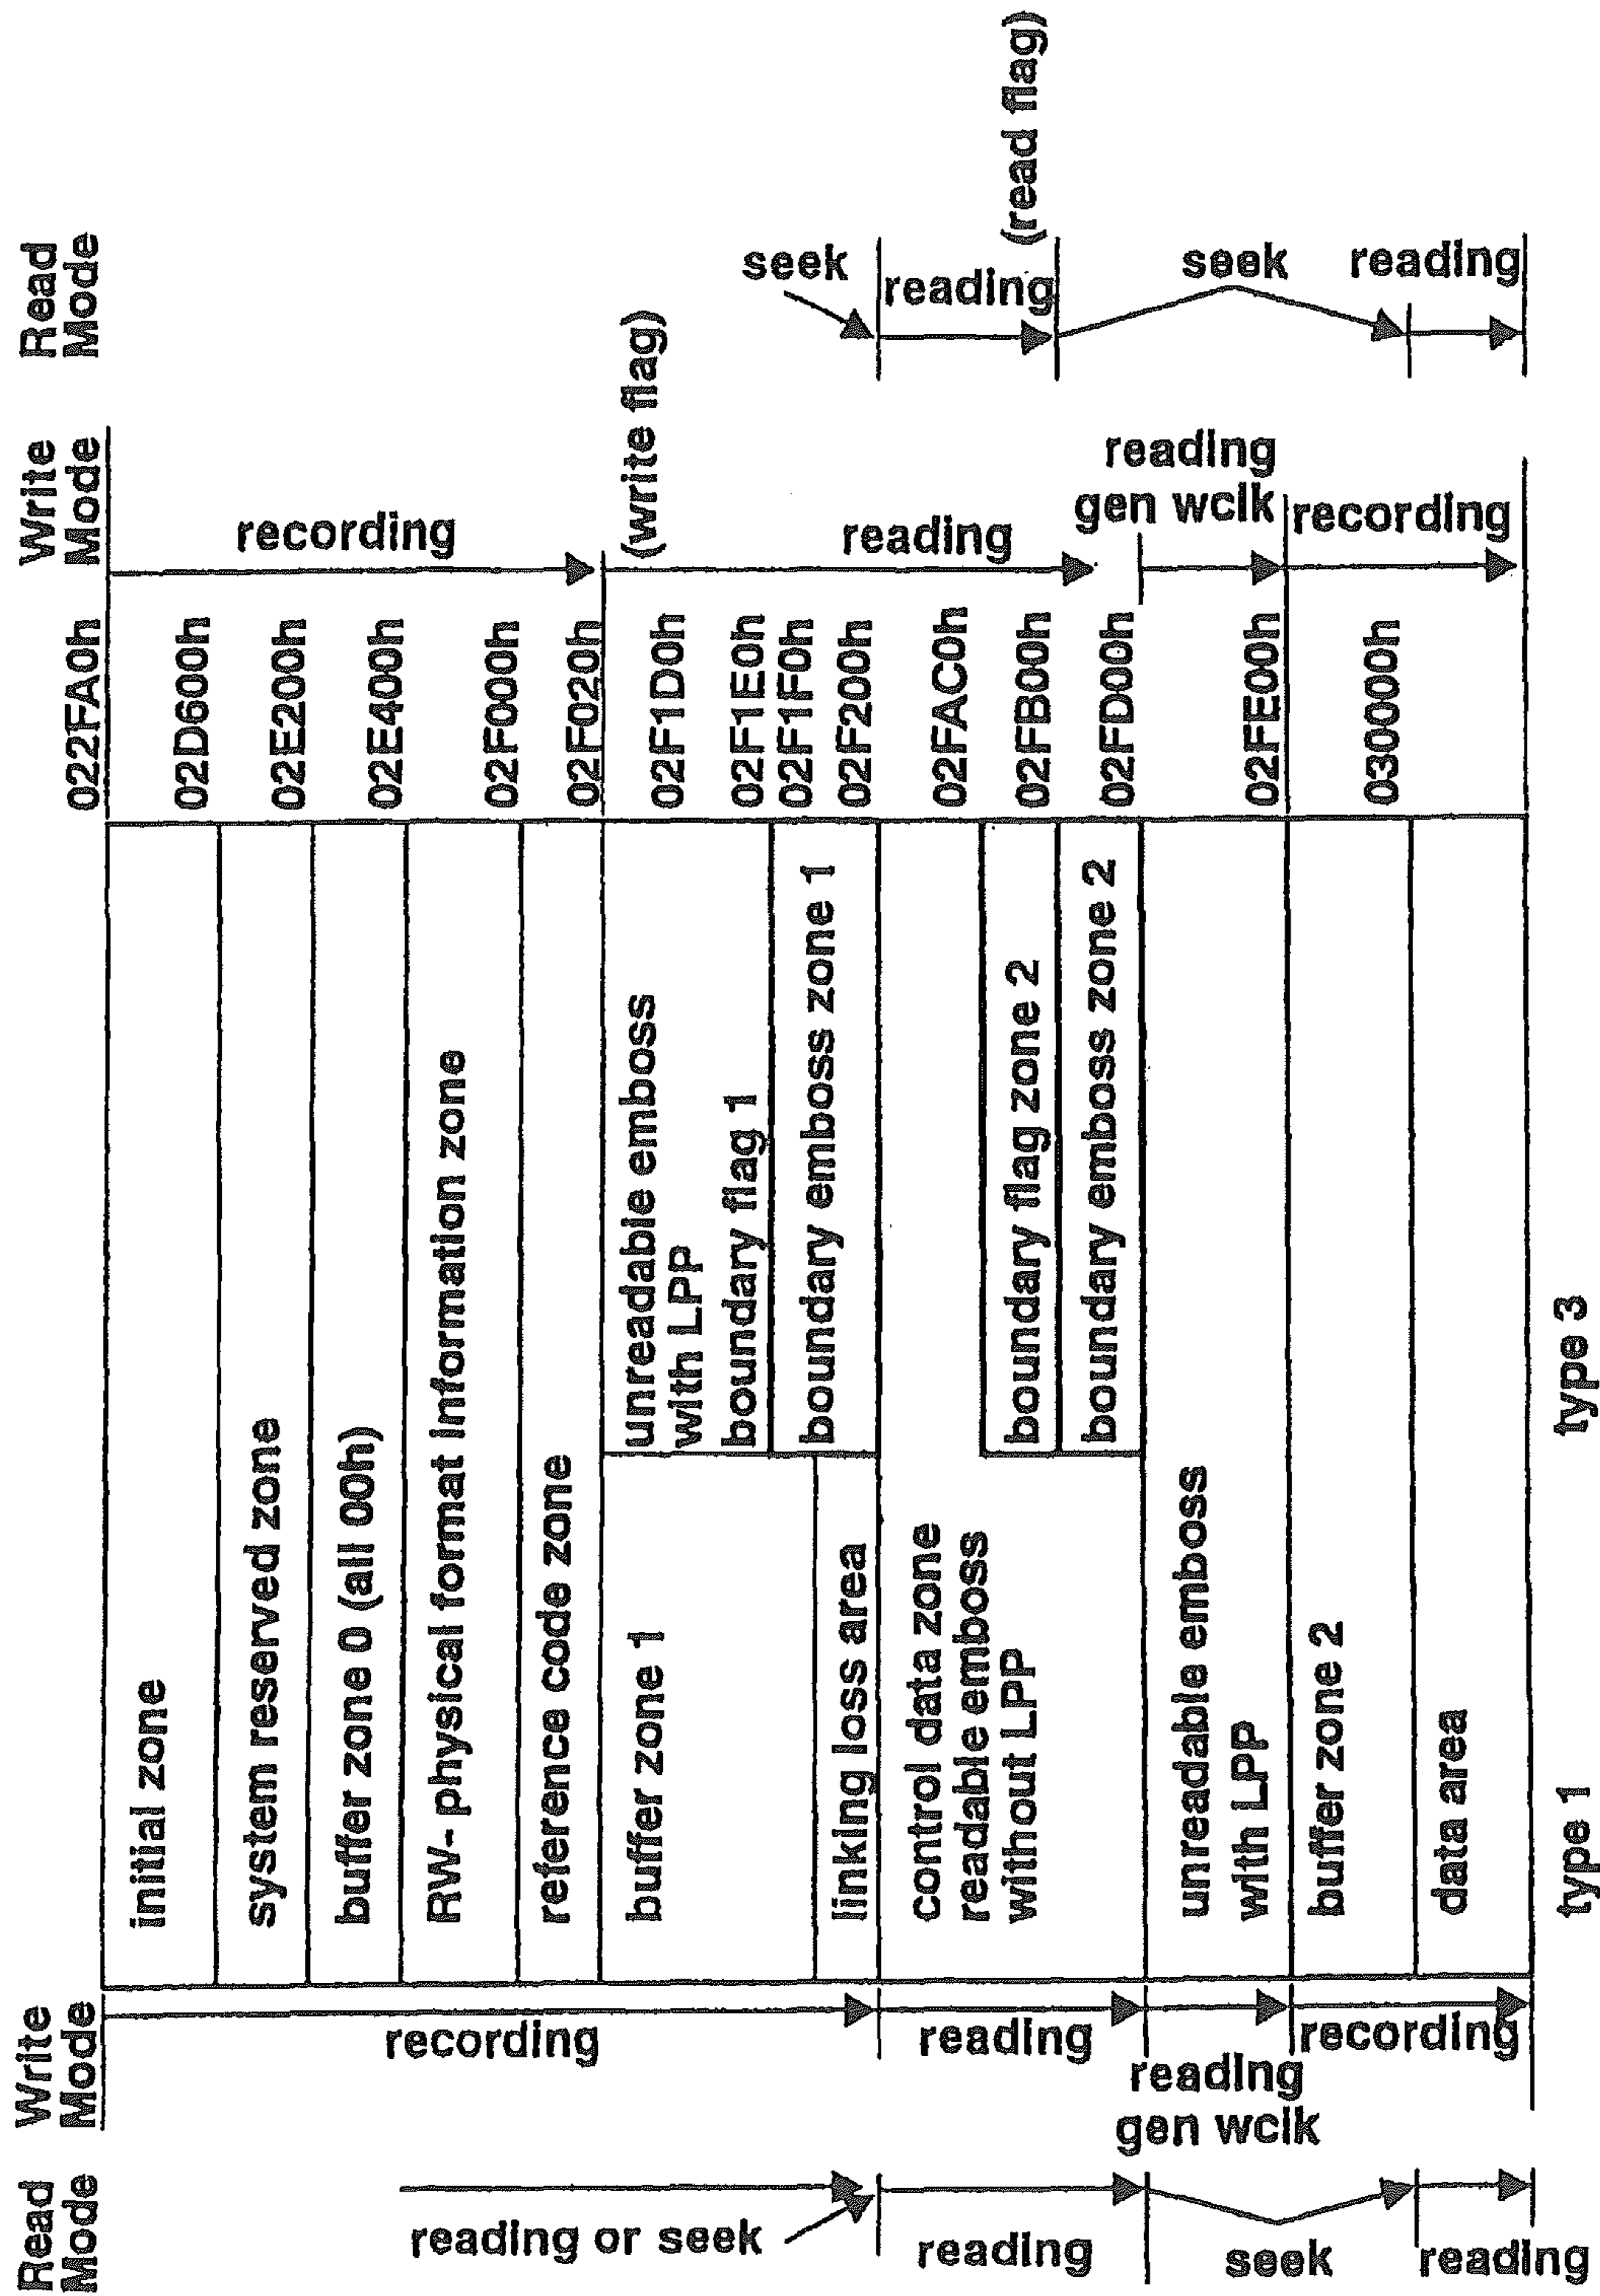 Read
Mode
Write
Mode
reading or seek
reading
seek
reading
recording
reading
reading
gen wclk
recording
type 1
type 3
initial zone
system reserved zone
buffer zone 0 (all 00h)
RW- physical format information zone
reference code zone
buffer zone 1
linking loss area
unreadable emboss
with LPP
boundary flag 1
boundary emboss zone 1
control data zone
readable emboss
without LPP
boundary flag zone 2
boundary emboss zone 2
unreadable emboss
with LPP
buffer zone 2
data area
022FA0h
02D600h
02E200h
02E400h
02F000h
02F020h
02F1D0h
02F1E0h
02F1F0h
02F200h
02FAC0h
02FB00h
02FD00h
02FE00h
030000h
Write
Mode
recording
(write flag)
reading
reading
gen wclk
recording
Read
Mode
seek
reading
(read flag)
seek
reading